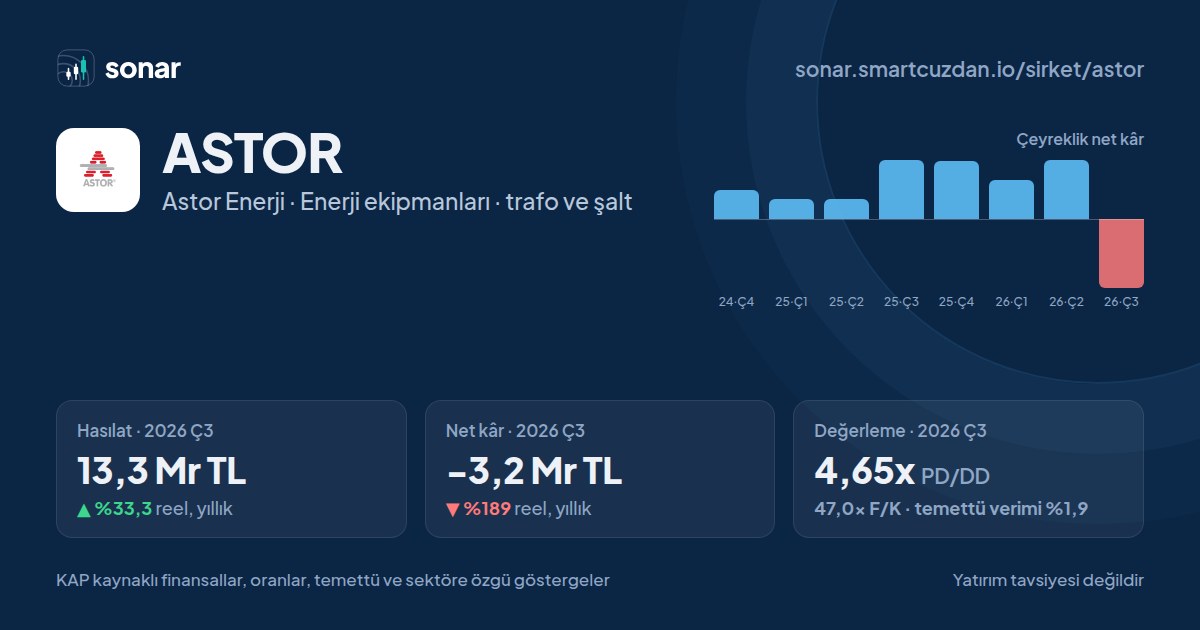 sonar
sonar.smartcuzdan.io/sirket/astor
ASTOR
ASTOR
Astor Enerji · Enerji ekipmanları · trafo ve şalt
Çeyreklik net kâr
24·Ç4 25·Ç1 25·Ç2 25·Ç3 25·Ç4 26·Ç1 26·Ç2 26·Ç3
Hasılat · 2026 Ç3
13,3 Mr TL
▲ %33,3 reel, yıllık
Net kâr · 2026 Ç3
−3,2 Mr TL
▼ %189 reel, yıllık
Değerleme · 2026 Ç3
4,65x PD/DD
47,0× F/K · temettü verimi %1,9
KAP kaynaklı finansallar, oranlar, temettü ve sektöre özgü göstergeler
Yatırım tavsiyesi değildir